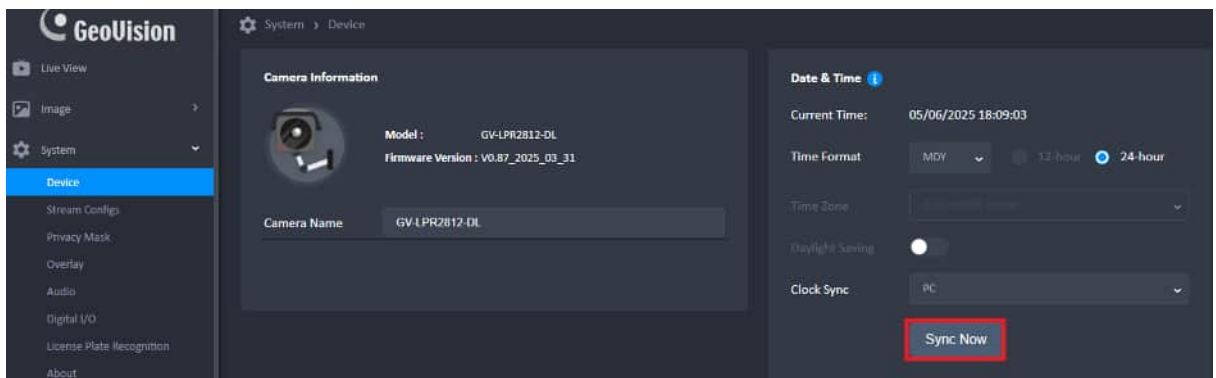 GeoVision
Live View
Image
System
Device
Stream Configs
Privacy Mask
Overlay
Audio
Digital I/O
License Plate Recognition
About
System > Device
Camera Information
Model : GV-LPR2812-DL
Firmware Version : V0.87_2025_03_31
Camera Name GV-LPR2812-DL
Date & Time i
Current Time: 05/06/2025 18:09:03
Time Format MDY 12-hour 24-hour
Time Zone
Daylight Saving
Clock Sync PC
Sync Now